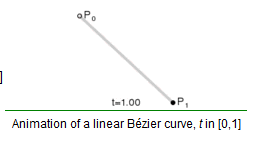 P0
]
t=1.00 P1
Animation of a linear Bézier curve, t in [0,1]